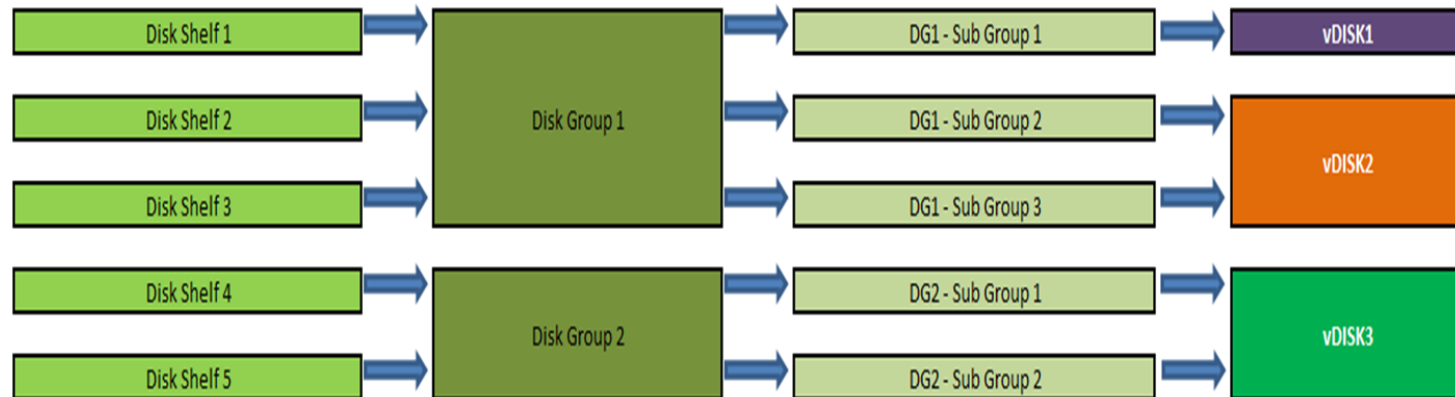 Disk Shelf 1
DG1 - Sub Group 1
vDISK1
Disk Shelf 2
Disk Group 1
DG1 - Sub Group 2
vDISK2
Disk Shelf 3
DG1 - Sub Group 3
Disk Shelf 4
DG2 - Sub Group 1
Disk Group 2
vDISK3
Disk Shelf 5
DG2 - Sub Group 2